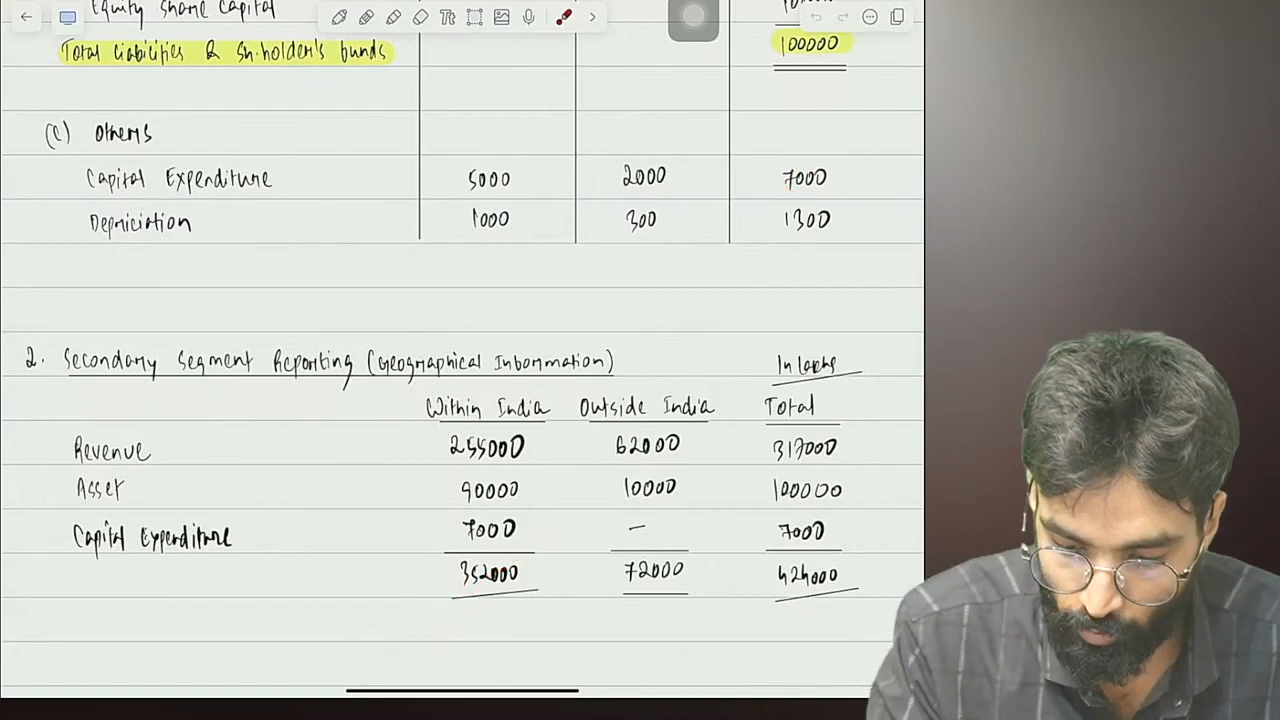 Equity Share Capital
Total Liabilities & Sh.holder's funds 100000
(C) Others
Capital Expenditure 5000 2000 7000
Depriciation 1000 300 1300
2. Secondary Segment Reporting (Geographical Information) In Lakhs
Within India Outside India Total
Revenue 255000 62000 317000
Asset 90000 10000 100000
Capital Expenditure 7000 — 7000
352000 72000 424000